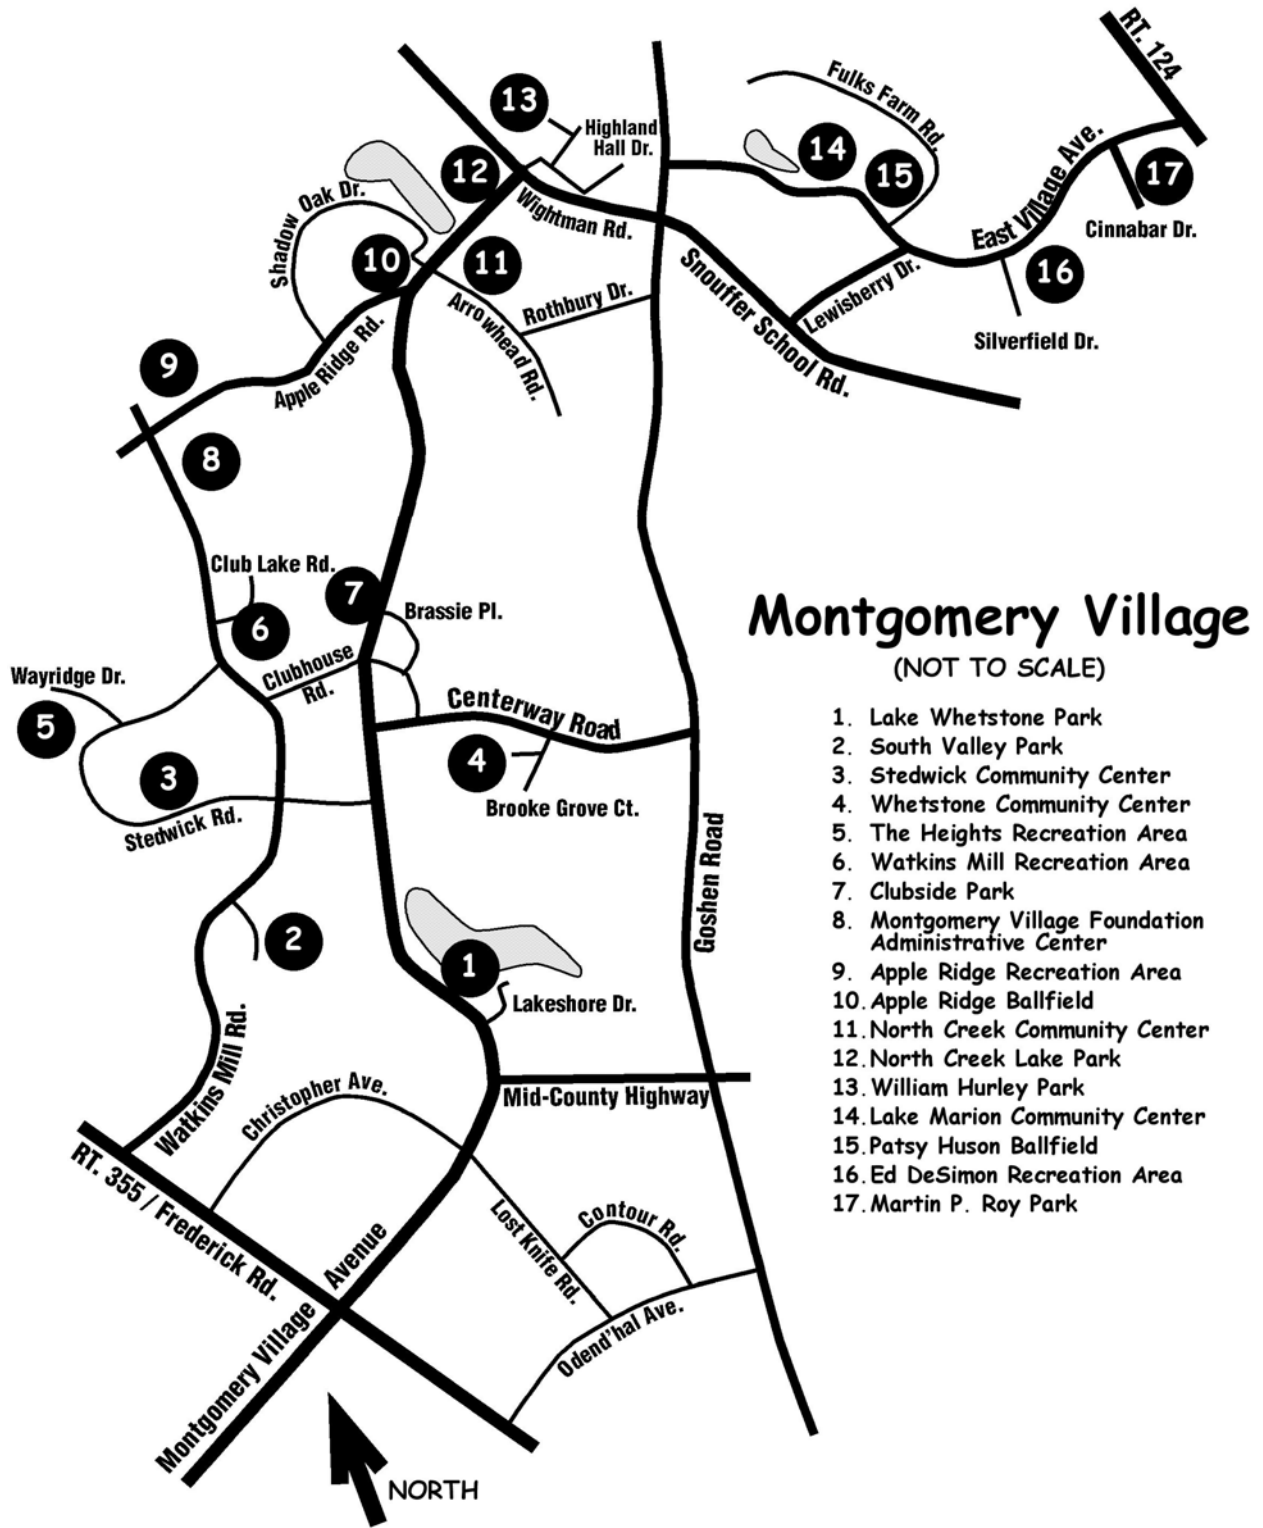 RT. 124
Fulks Farm Rd.
13
Highland
Hall Dr.
14
12
15
17
Shadow Oak Dr.
Wightman Rd.
East Village Ave.
Cinnabar Dr.
10
11
16
Snouffer School Rd.
Lewisberry Dr.
Arrowhead Rd.
Rothbury Dr.
Silverfield Dr.
9
Apple Ridge Rd.
8
Club Lake Rd.
7
Brassie Pl.
6
Clubhouse
Rd.
Wayridge Dr.
5
Centerway Road
4
3
Brooke Grove Ct.
Stedwick Rd.
Goshen Road
2
1
Lakeshore Dr.
Watkins Mill Rd.
Christopher Ave.
Mid-County Highway
RT. 355 / Frederick Rd.
Lost Knife Rd.
Contour Rd.
Montgomery Village Avenue
Odend'hal Ave.
NORTH
Montgomery Village
(NOT TO SCALE)
1. Lake Whetstone Park
2. South Valley Park
3. Stedwick Community Center
4. Whetstone Community Center
5. The Heights Recreation Area
6. Watkins Mill Recreation Area
7. Clubside Park
8. Montgomery Village Foundation
Administrative Center
9. Apple Ridge Recreation Area
10. Apple Ridge Ballfield
11. North Creek Community Center
12. North Creek Lake Park
13. William Hurley Park
14. Lake Marion Community Center
15. Patsy Huson Ballfield
16. Ed DeSimon Recreation Area
17. Martin P. Roy Park